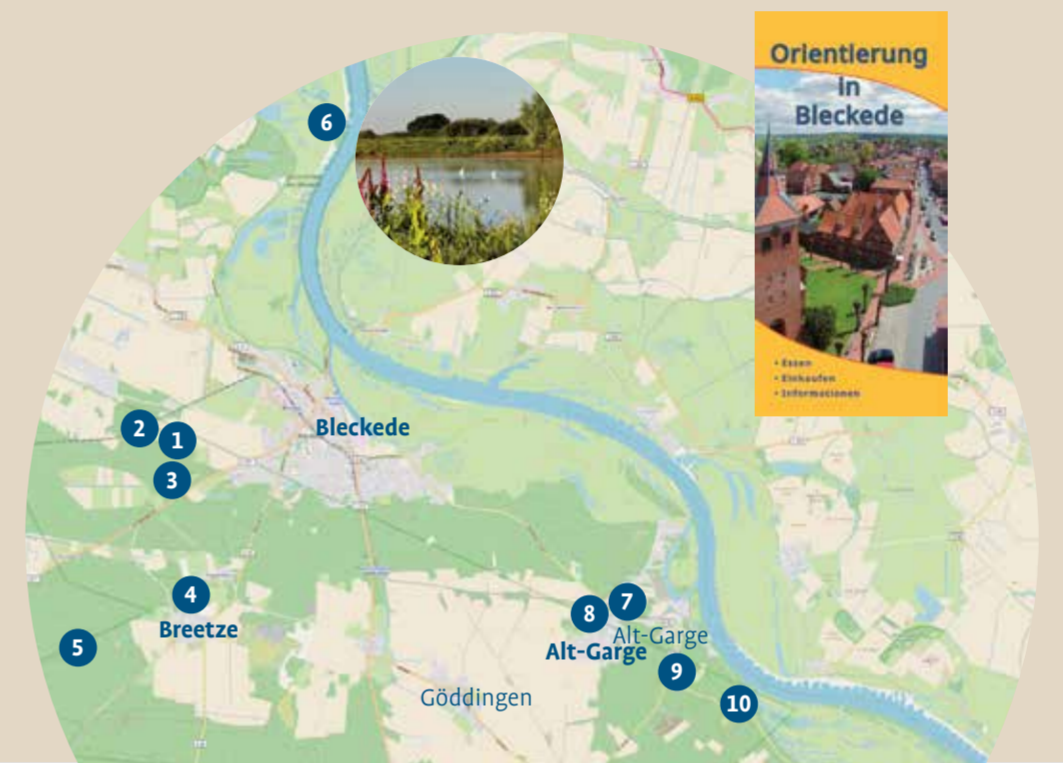 Orientierung
in
Bleckede
• Essen
• Einkaufen
• Informationen
6
2
1
3
Bleckede
4
Breetze
5
8
7
Alt-Garge
Alt-Garge
9
10
Göddingen